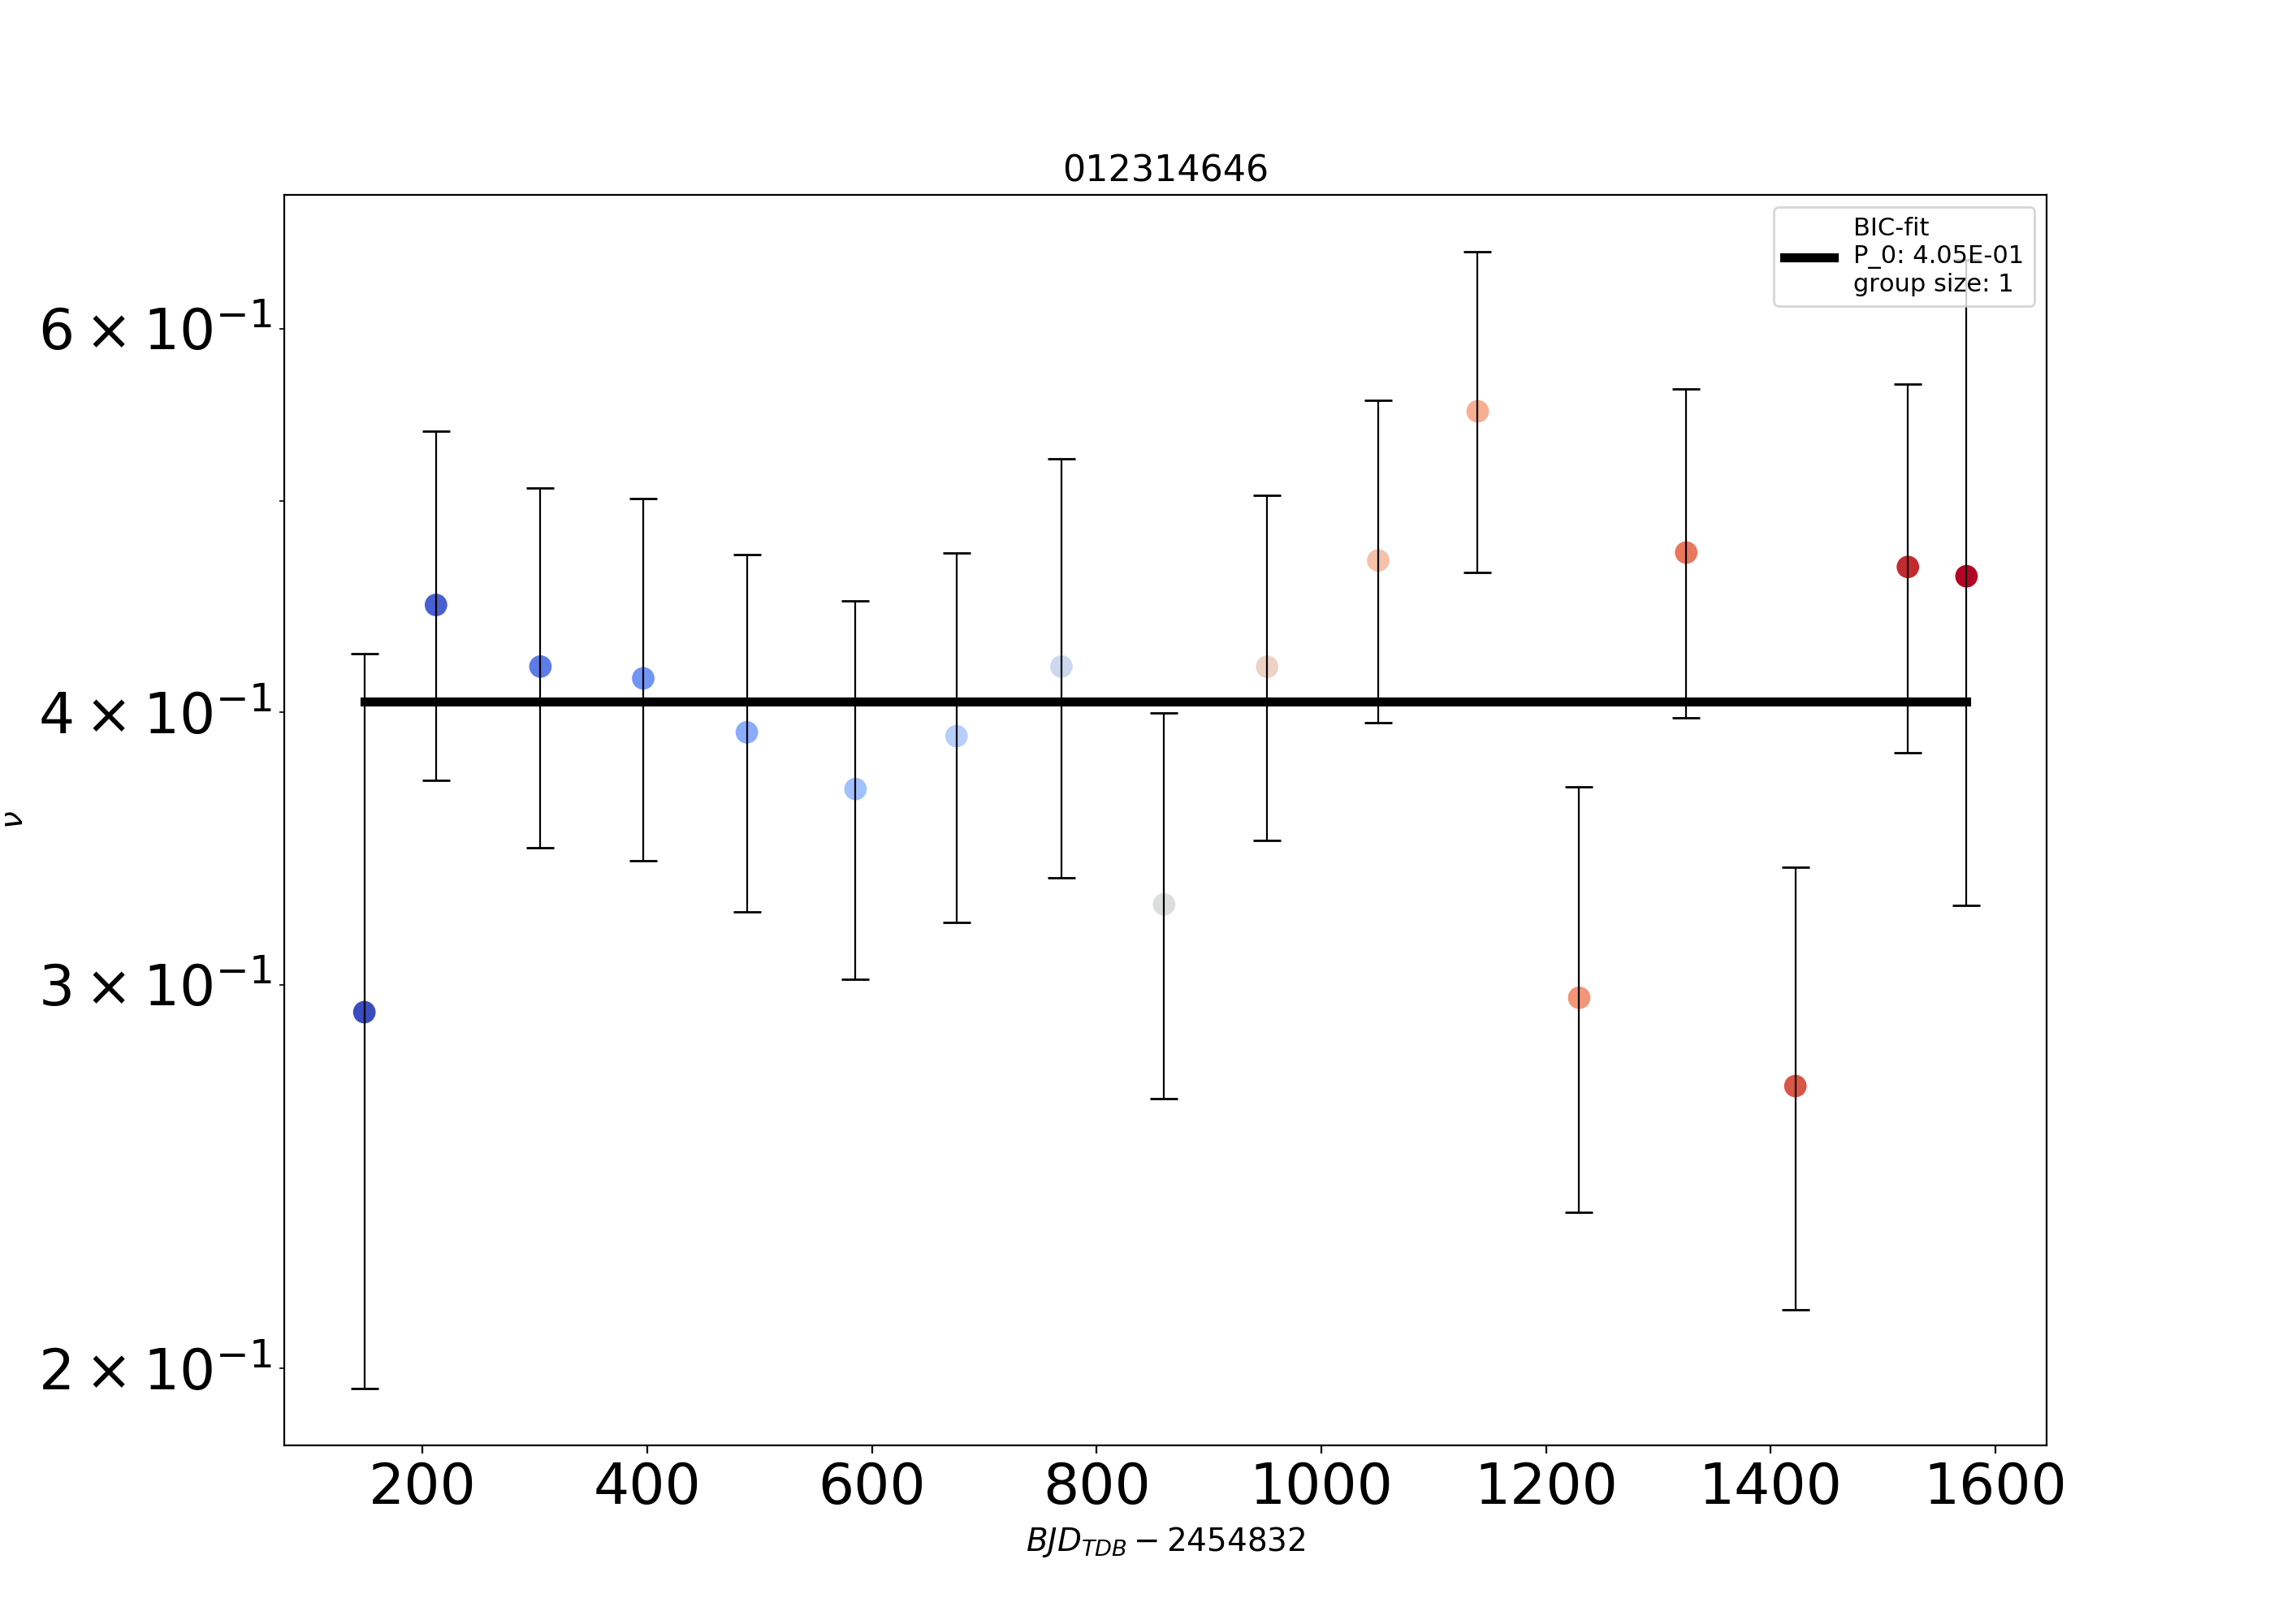 012314646
BIC-fit
P_0: 4.05E-01
group size: 1
6 × 10⁻¹
4 × 10⁻¹
3 × 10⁻¹
2 × 10⁻¹
ν
200 400 600 800 1000 1200 1400 1600
BJD_TDB − 2454832